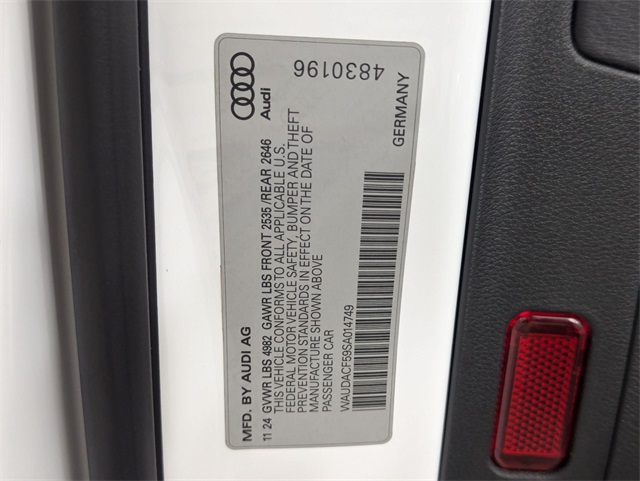 Audi
MFD. BY AUDI AG
11 24 GVWR LBS 4982 GAWR LBS FRONT 2535 /REAR 2646
THIS VEHICLE CONFORMS TO ALL APPLICABLE U.S.
FEDERAL MOTOR VEHICLE SAFETY, BUMPER AND THEFT
PREVENTION STANDARDS IN EFFECT ON THE DATE OF
MANUFACTURE SHOWN ABOVE
PASSENGER CAR
WAUDACF59SA014749
GERMANY
4830196